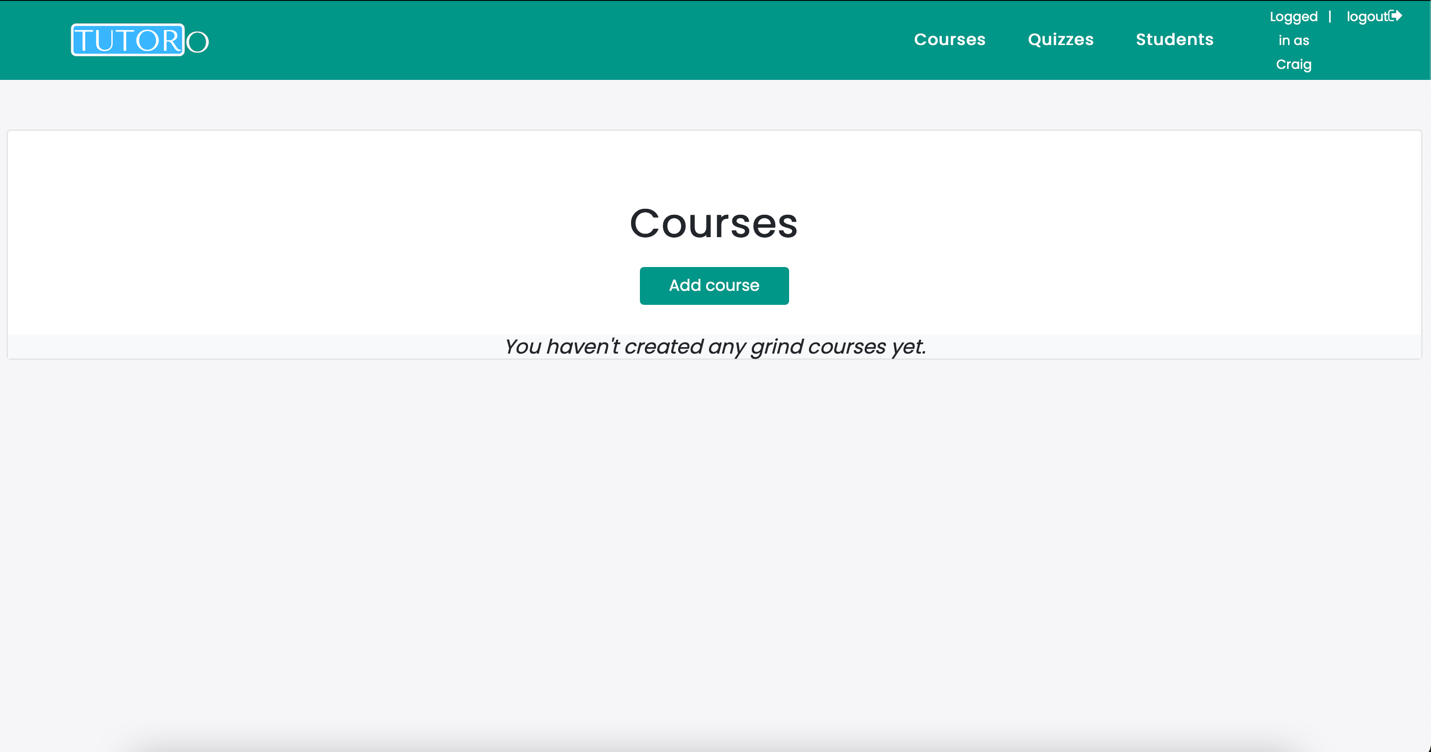 TUTORO
Courses Quizzes Students
Logged | logout
in as
Craig
Courses
Add course
You haven't created any grind courses yet.